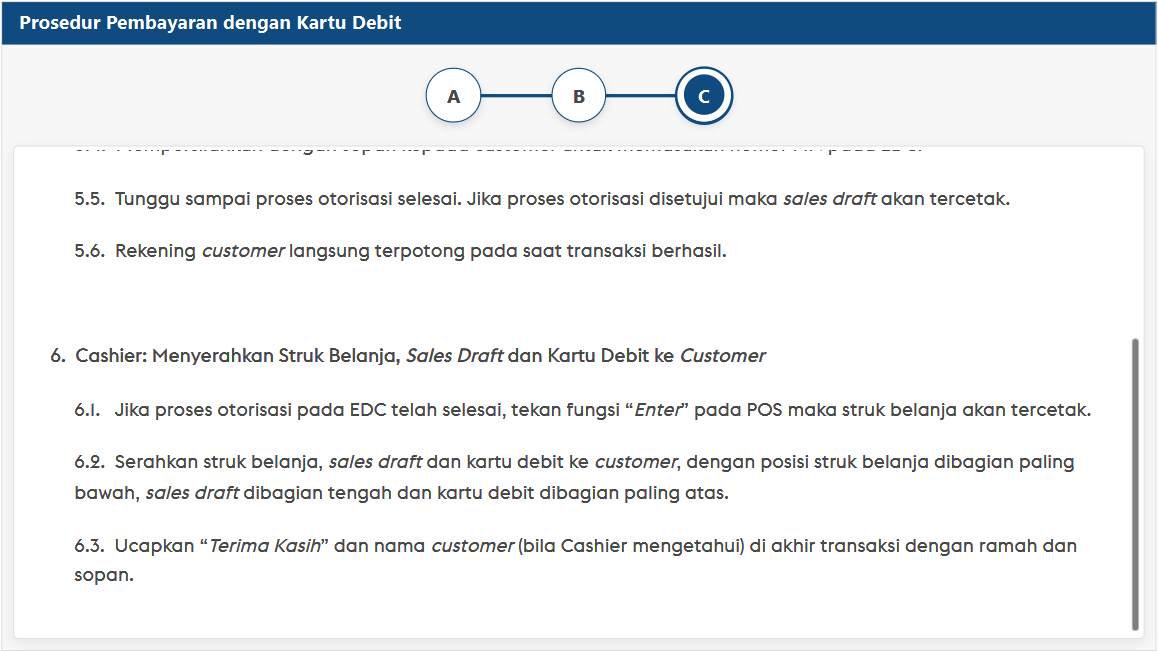 Prosedur Pembayaran dengan Kartu Debit
A
B
C
5.5. Tunggu sampai proses otorisasi selesai. Jika proses otorisasi disetujui maka sales draft akan tercetak.
5.6. Rekening customer langsung terpotong pada saat transaksi berhasil.
6. Cashier: Menyerahkan Struk Belanja, Sales Draft dan Kartu Debit ke Customer
6.1. Jika proses otorisasi pada EDC telah selesai, tekan fungsi “Enter” pada POS maka struk belanja akan tercetak.
6.2. Serahkan struk belanja, sales draft dan kartu debit ke customer, dengan posisi struk belanja dibagian paling
bawah, sales draft dibagian tengah dan kartu debit dibagian paling atas.
6.3. Ucapkan “Terima Kasih” dan nama customer (bila Cashier mengetahui) di akhir transaksi dengan ramah dan
sopan.